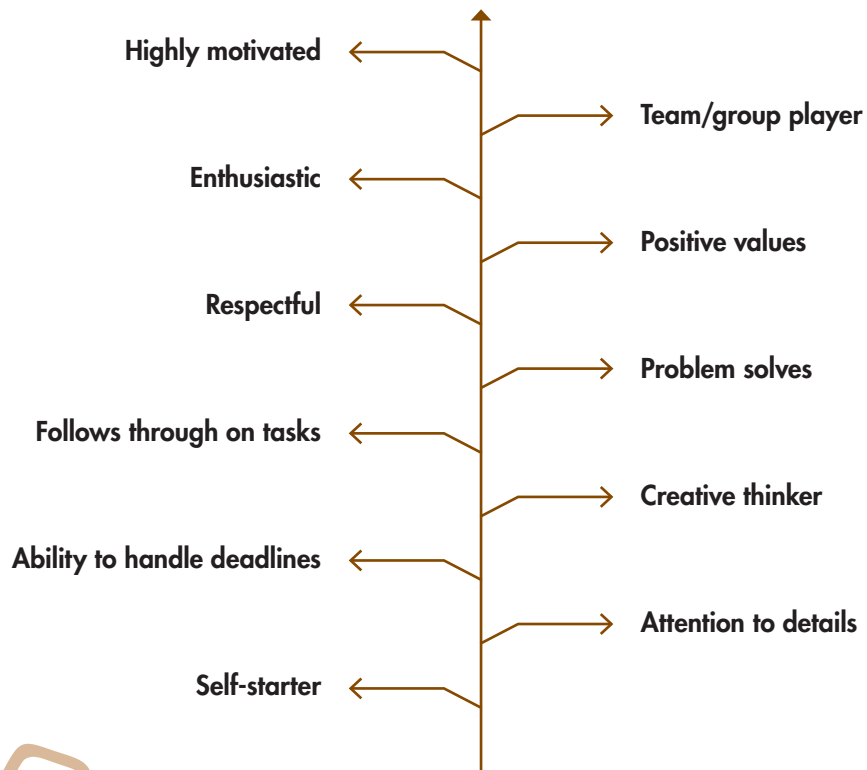 Highly motivated
Team/group player
Enthusiastic
Positive values
Respectful
Problem solves
Follows through on tasks
Creative thinker
Ability to handle deadlines
Attention to details
Self-starter